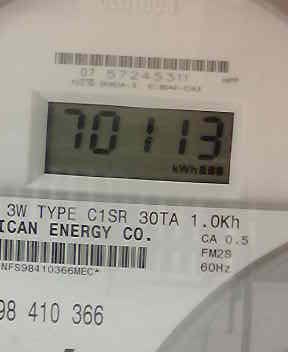 07 57245311
70113
kWh
3W TYPE C1SR 30TA 1.0Kh
ICAN ENERGY CO.
CA 0.5
FM2S
60Hz
*NFS98410366MEC*
98 410 366